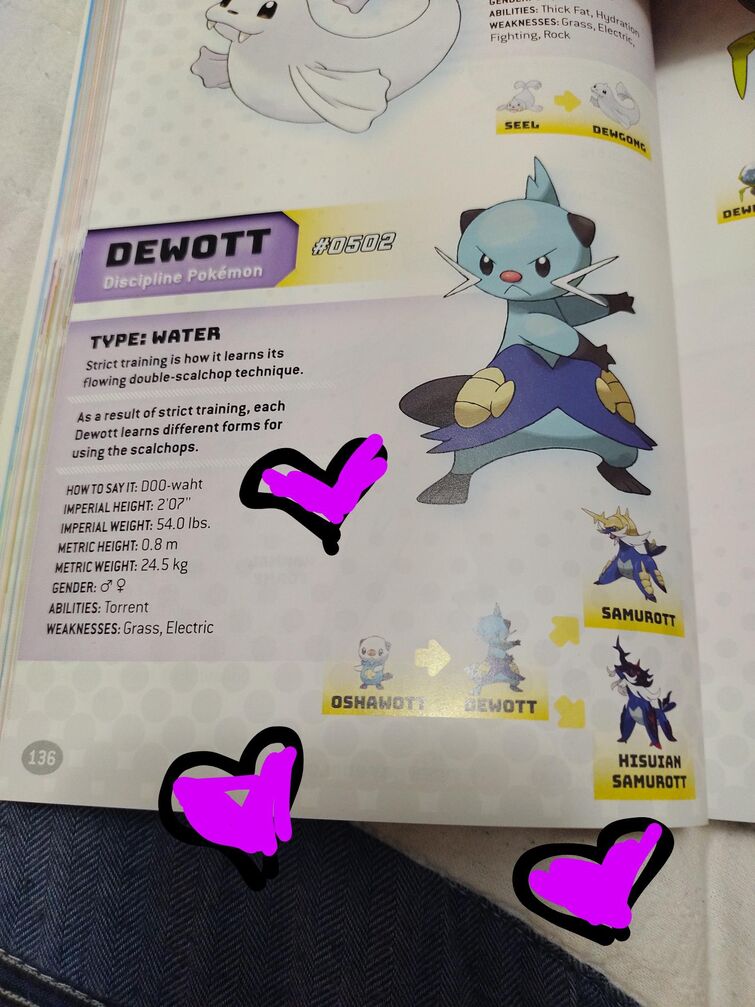 ABILITIES: Thick Fat, Hydration
WEAKNESSES: Grass, Electric,
Fighting, Rock
SEEL
DEWGONG
DEWOTT
Discipline Pokémon
#0502
TYPE: WATER
Strict training is how it learns its
flowing double-scalchop technique.
As a result of strict training, each
Dewott learns different forms for
using the scalchops.
HOW TO SAY IT: DOO-waht
IMPERIAL HEIGHT: 2'07"
IMPERIAL WEIGHT: 54.0 lbs.
METRIC HEIGHT: 0.8 m
METRIC WEIGHT: 24.5 kg
GENDER: ♂ ♀
ABILITIES: Torrent
WEAKNESSES: Grass, Electric
OSHAWOTT
DEWOTT
SAMUROTT
HISUIAN
SAMUROTT
136